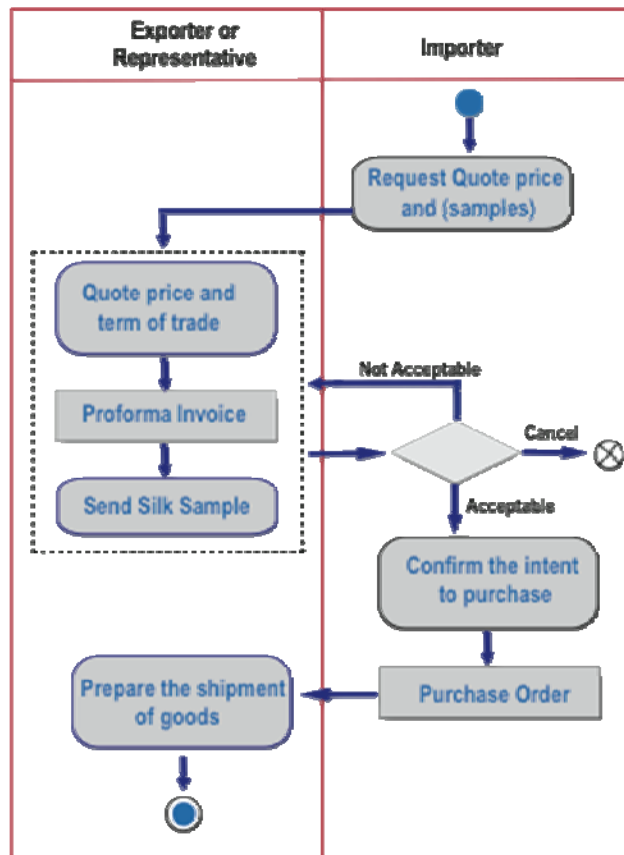 Exporter or
Representative
Importer
Request Quote price
and (samples)
Quote price and
term of trade
Not Acceptable
Proforma Invoice
Cancel
Send Silk Sample
Acceptable
Confirm the intent
to purchase
Prepare the shipment
of goods
Purchase Order